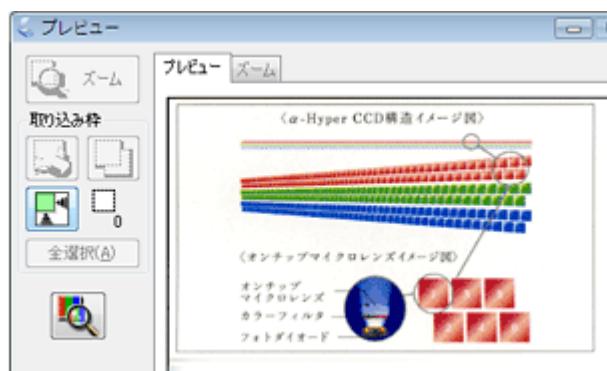 プレビュー
ズーム
取り込み枠
0
全選択(A)
プレビュー
ズーム
〈α-Hyper CCD構造イメージ図〉
〈オンチップマイクロレンズイメージ図〉
オンチップ
マイクロレンズ
カラーフィルタ
フォトダイオード